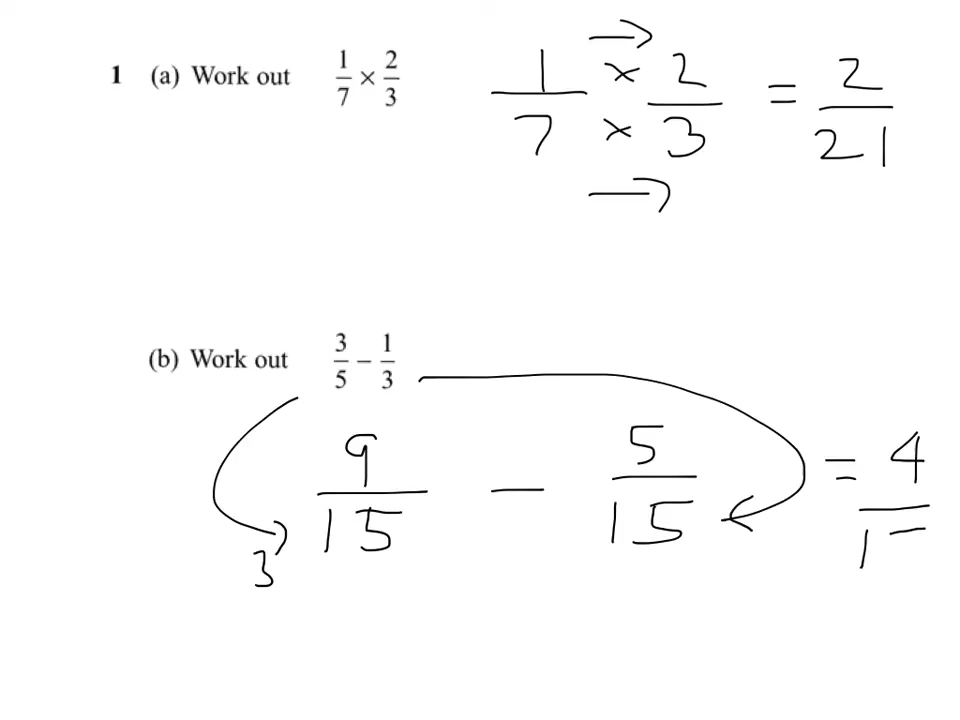 1 (a) Work out 1/7 × 2/3
1/7 × 2/3 = 2/21
(b) Work out 3/5 − 1/3
9/15 − 5/15 = 4/1
3